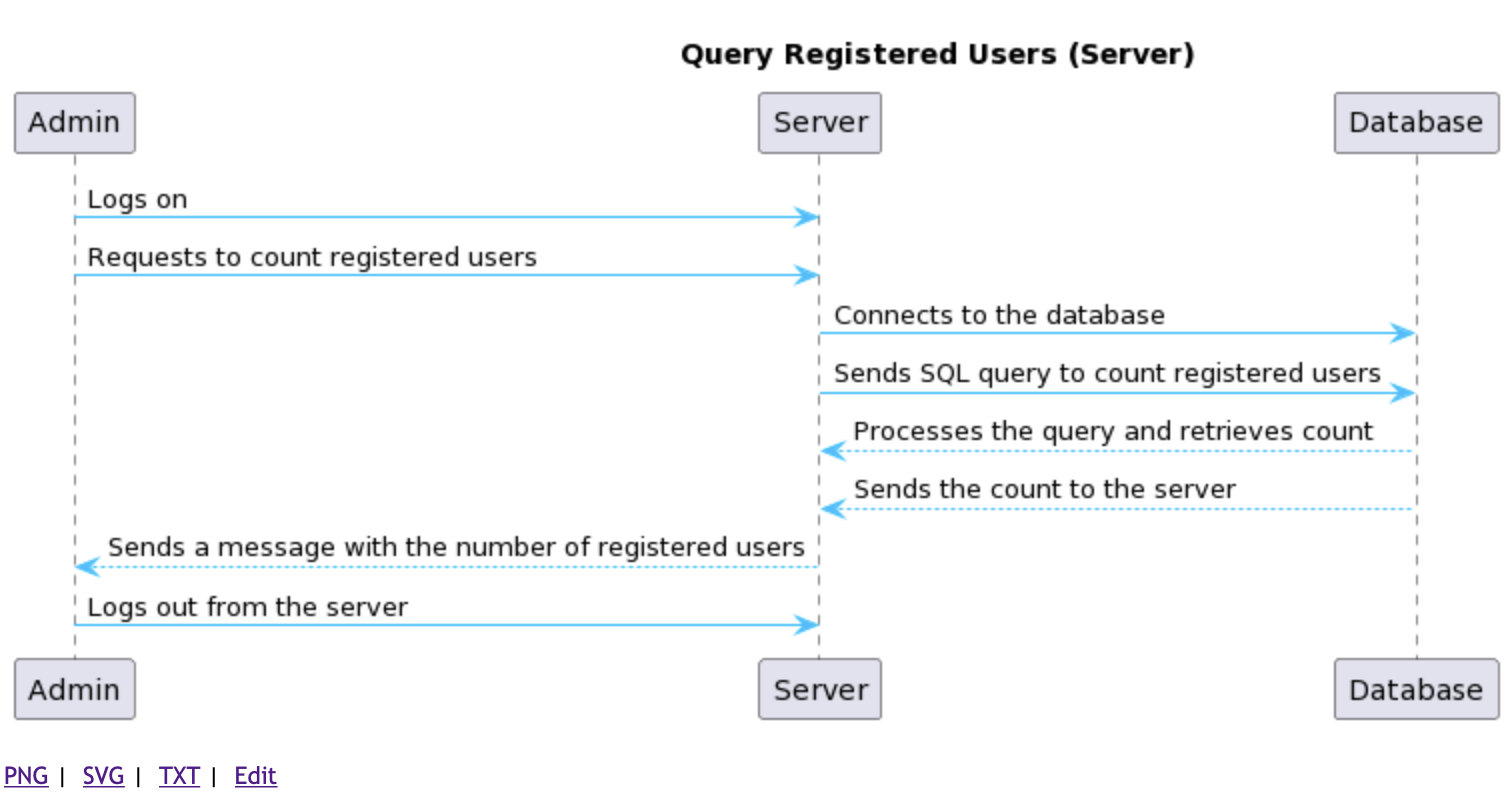 Query Registered Users (Server)
Admin
Server
Database
Logs on
Requests to count registered users
Connects to the database
Sends SQL query to count registered users
Processes the query and retrieves count
Sends the count to the server
Sends a message with the number of registered users
Logs out from the server
Admin
Server
Database
PNG | SVG | TXT | Edit